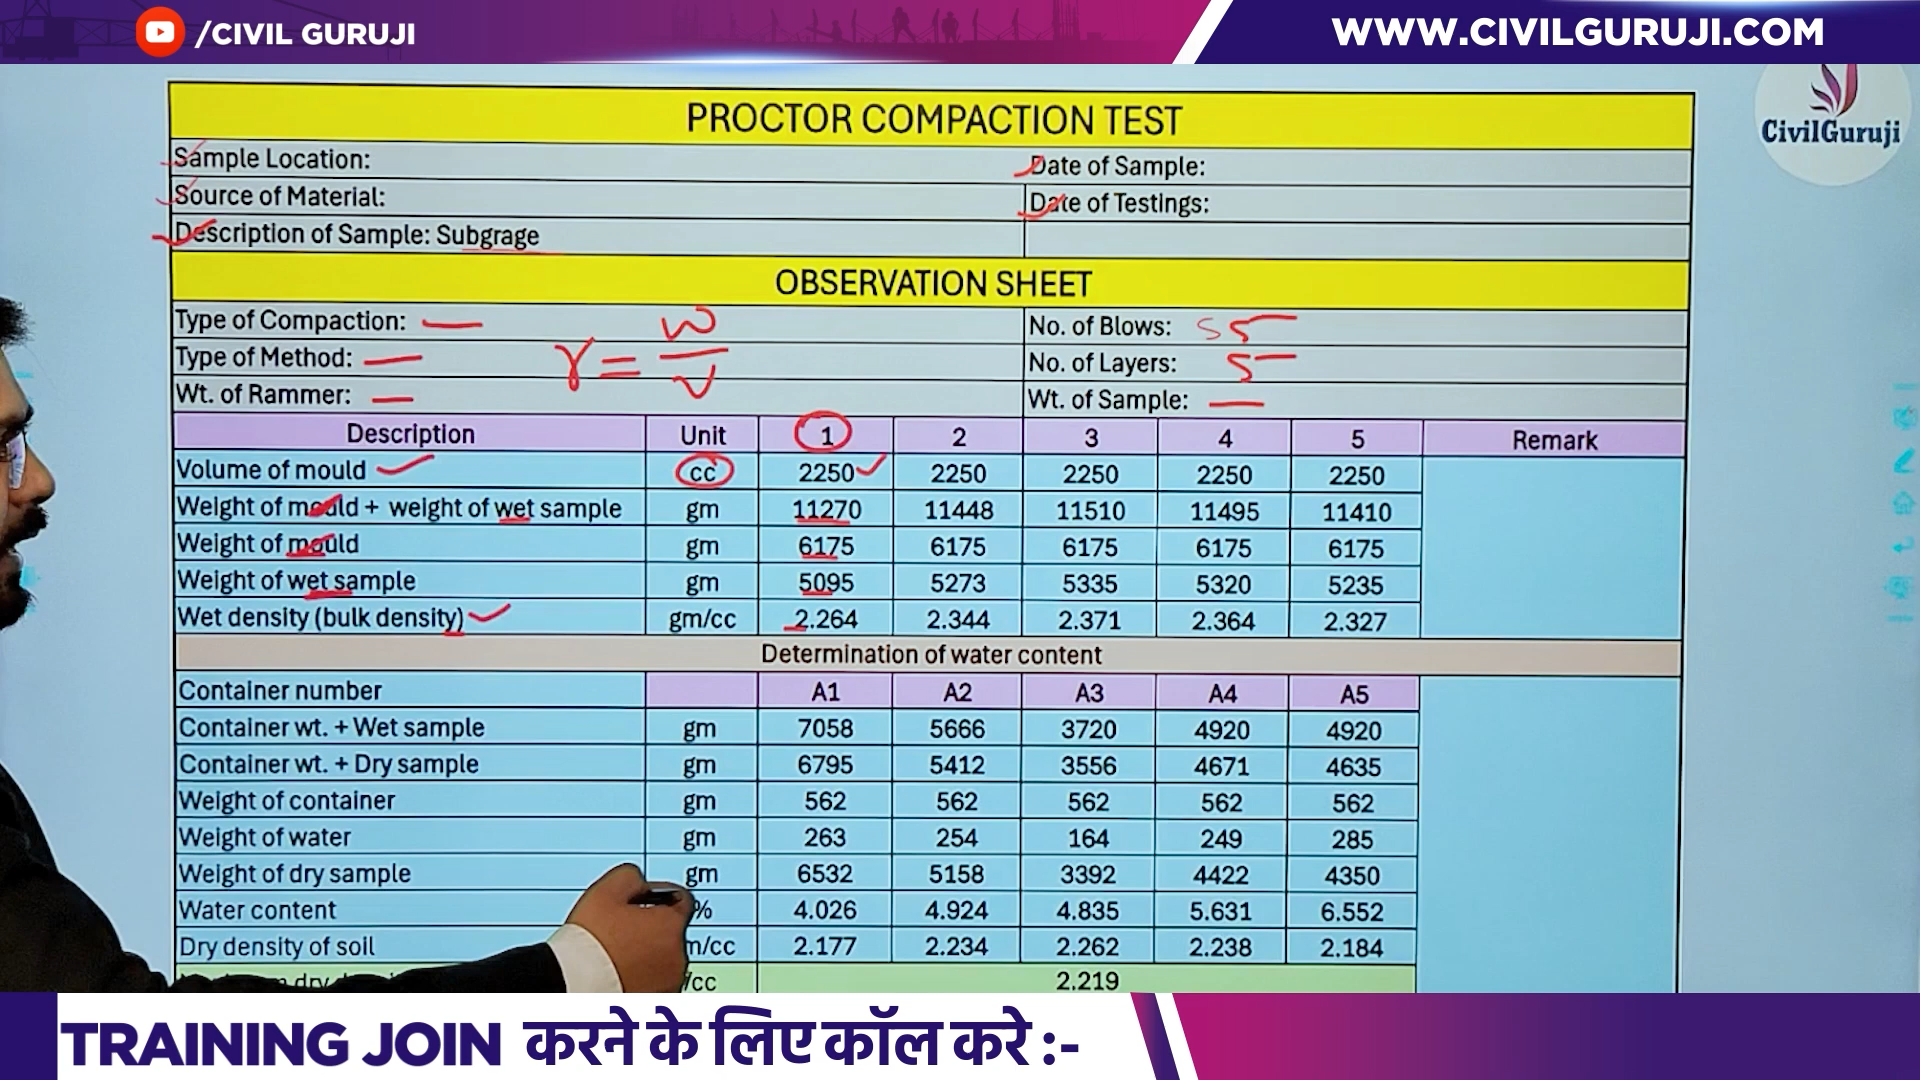 /CIVIL GURUJI
WWW.CIVILGURUJI.COM
CivilGuruji
PROCTOR COMPACTION TEST
Sample Location: Date of Sample:
Source of Material: Date of Testings:
Description of Sample: Subgrage
OBSERVATION SHEET
Type of Compaction: No. of Blows: 55
Type of Method: No. of Layers: 5
Wt. of Rammer: Wt. of Sample:
γ = W/V
Description Unit 1 2 3 4 5 Remark
Volume of mould cc 2250 2250 2250 2250 2250
Weight of mould + weight of wet sample gm 11270 11448 11510 11495 11410
Weight of mould gm 6175 6175 6175 6175 6175
Weight of wet sample gm 5095 5273 5335 5320 5235
Wet density (bulk density) gm/cc 2.264 2.344 2.371 2.364 2.327
Determination of water content
Container number A1 A2 A3 A4 A5
Container wt. + Wet sample gm 7058 5666 3720 4920 4920
Container wt. + Dry sample gm 6795 5412 3556 4671 4635
Weight of container gm 562 562 562 562 562
Weight of water gm 263 254 164 249 285
Weight of dry sample gm 6532 5158 3392 4422 4350
Water content % 4.026 4.924 4.835 5.631 6.552
Dry density of soil m/cc 2.177 2.234 2.262 2.238 2.184
dry /cc 2.219
TRAINING JOIN करने के लिए कॉल करे :-